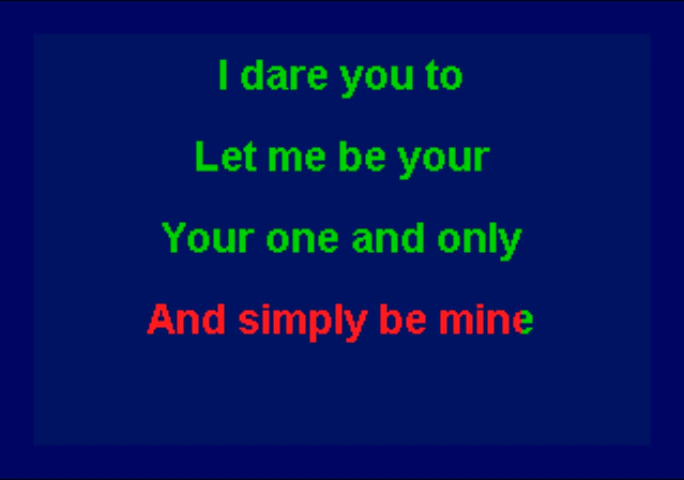 I dare you to
Let me be your
Your one and only
And simply be mine